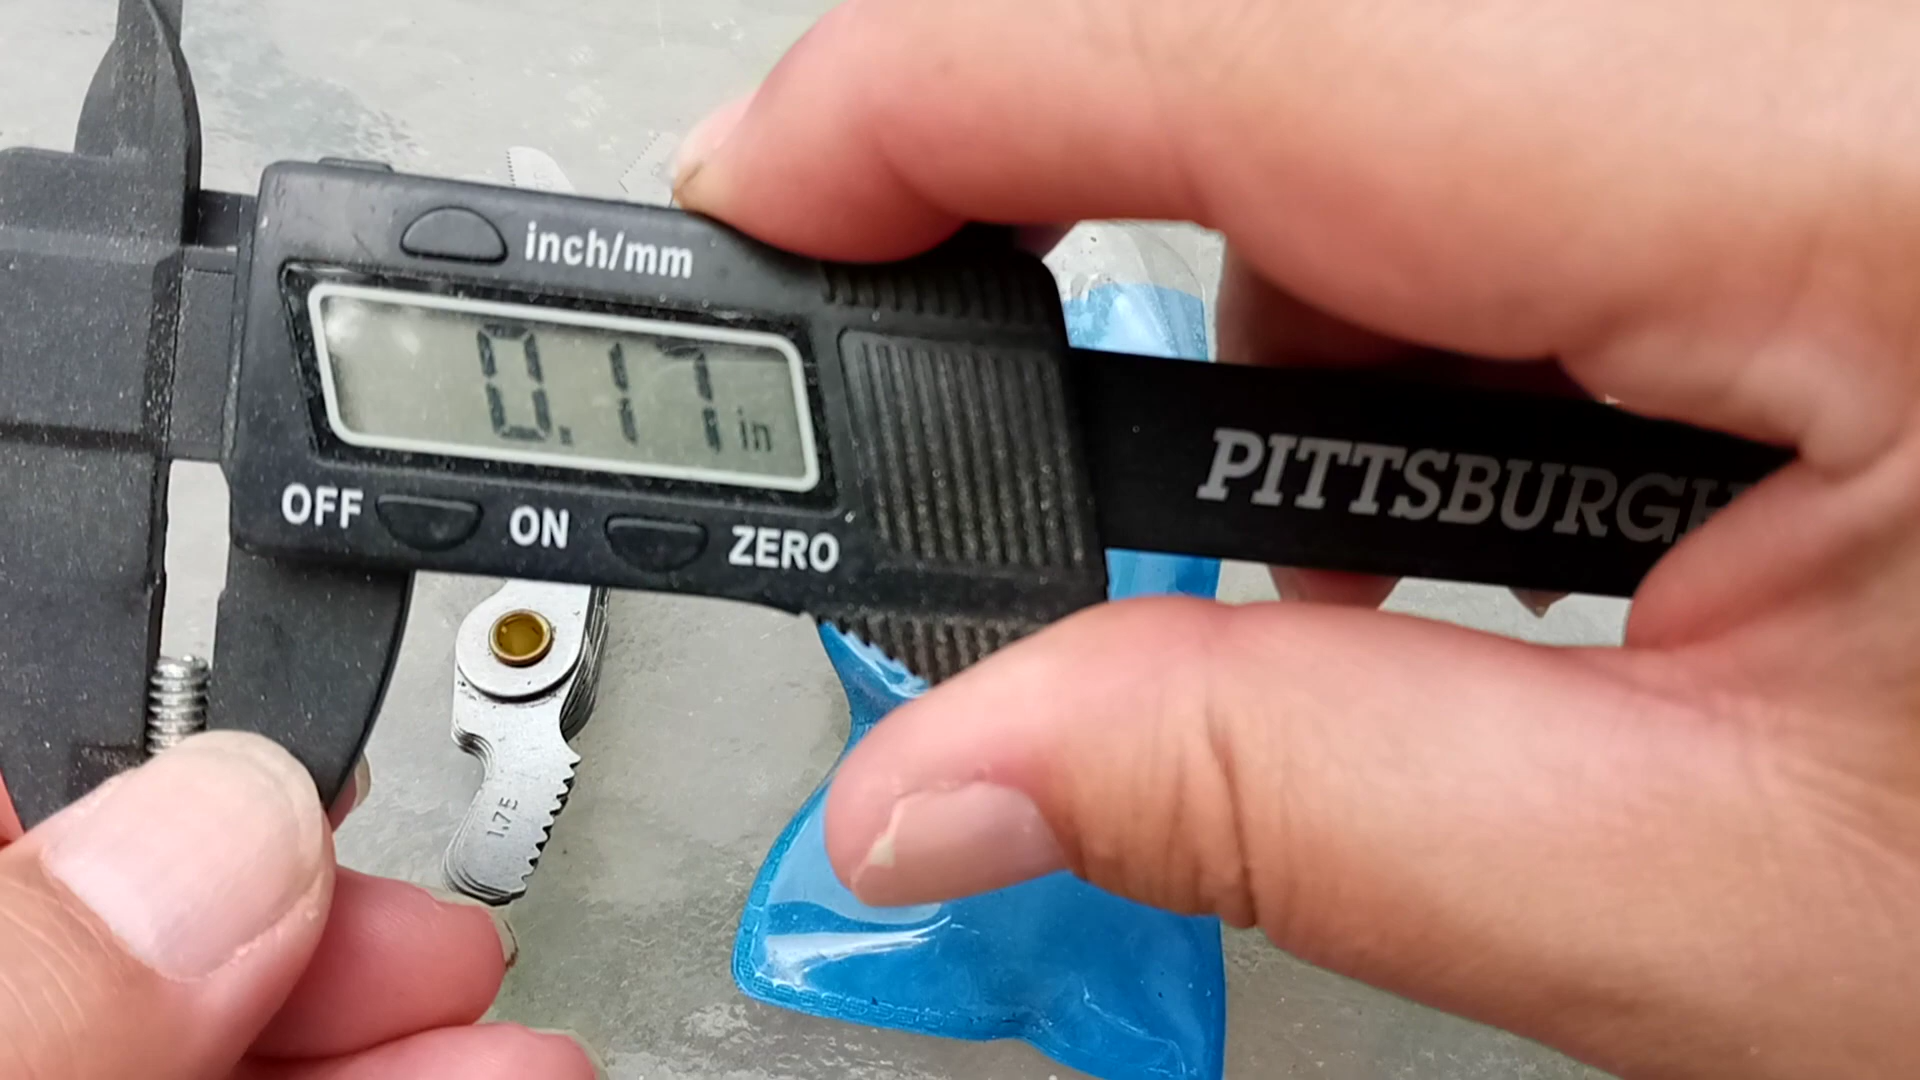 inch/mm
0.17 in
OFF
ON
ZERO
PITTSBURGH
1.75